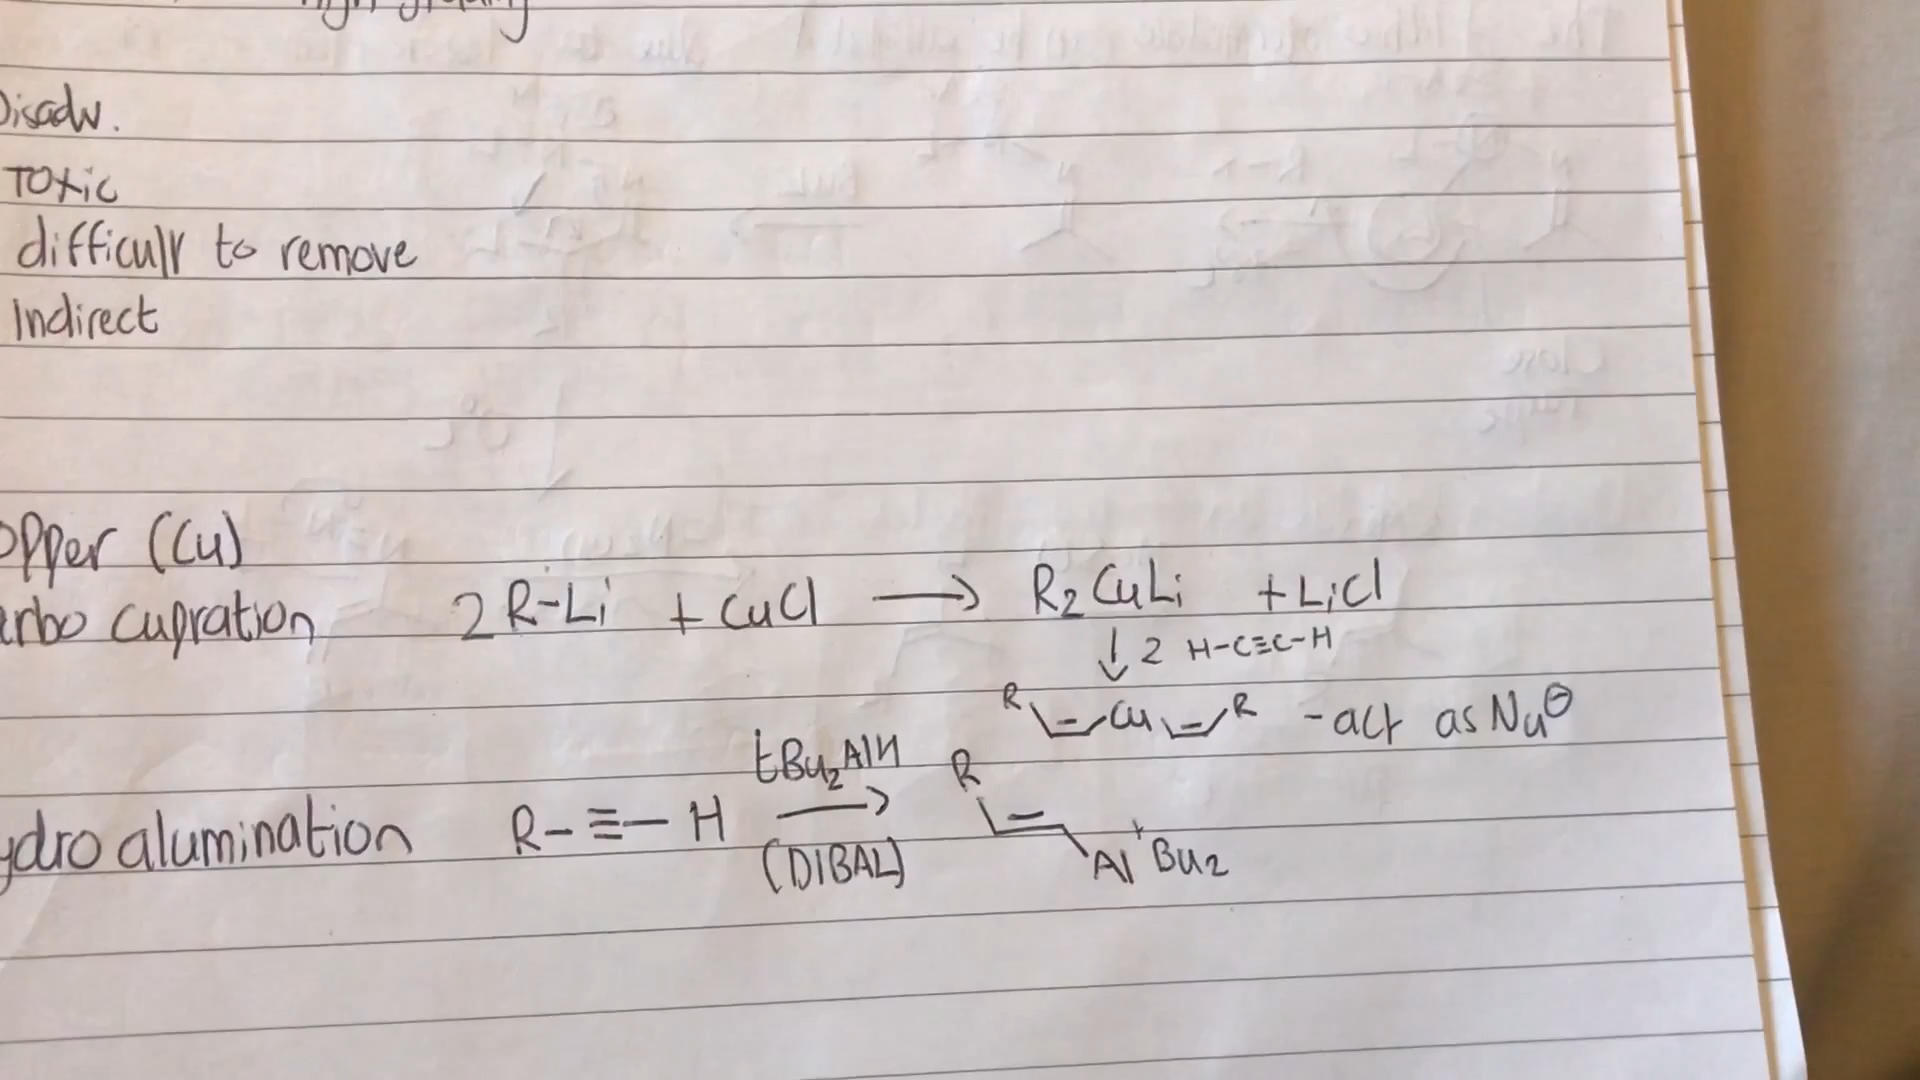 Disadv.
Toxic
difficult to remove
Indirect
opper (Cu)
arbo cupration 2 R-Li + CuCl → R₂CuLi + LiCl
↓ 2 H-C≡C-H
R Cu R - act as Nu⊖
tBu₂AlH
R
ydro alumination R-≡-H →
(DIBAL)
Al⁺Bu₂